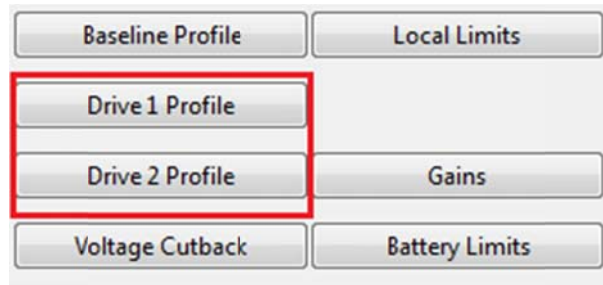 Baseline Profile Local Limits
Drive 1 Profile
Drive 2 Profile Gains
Voltage Cutback Battery Limits